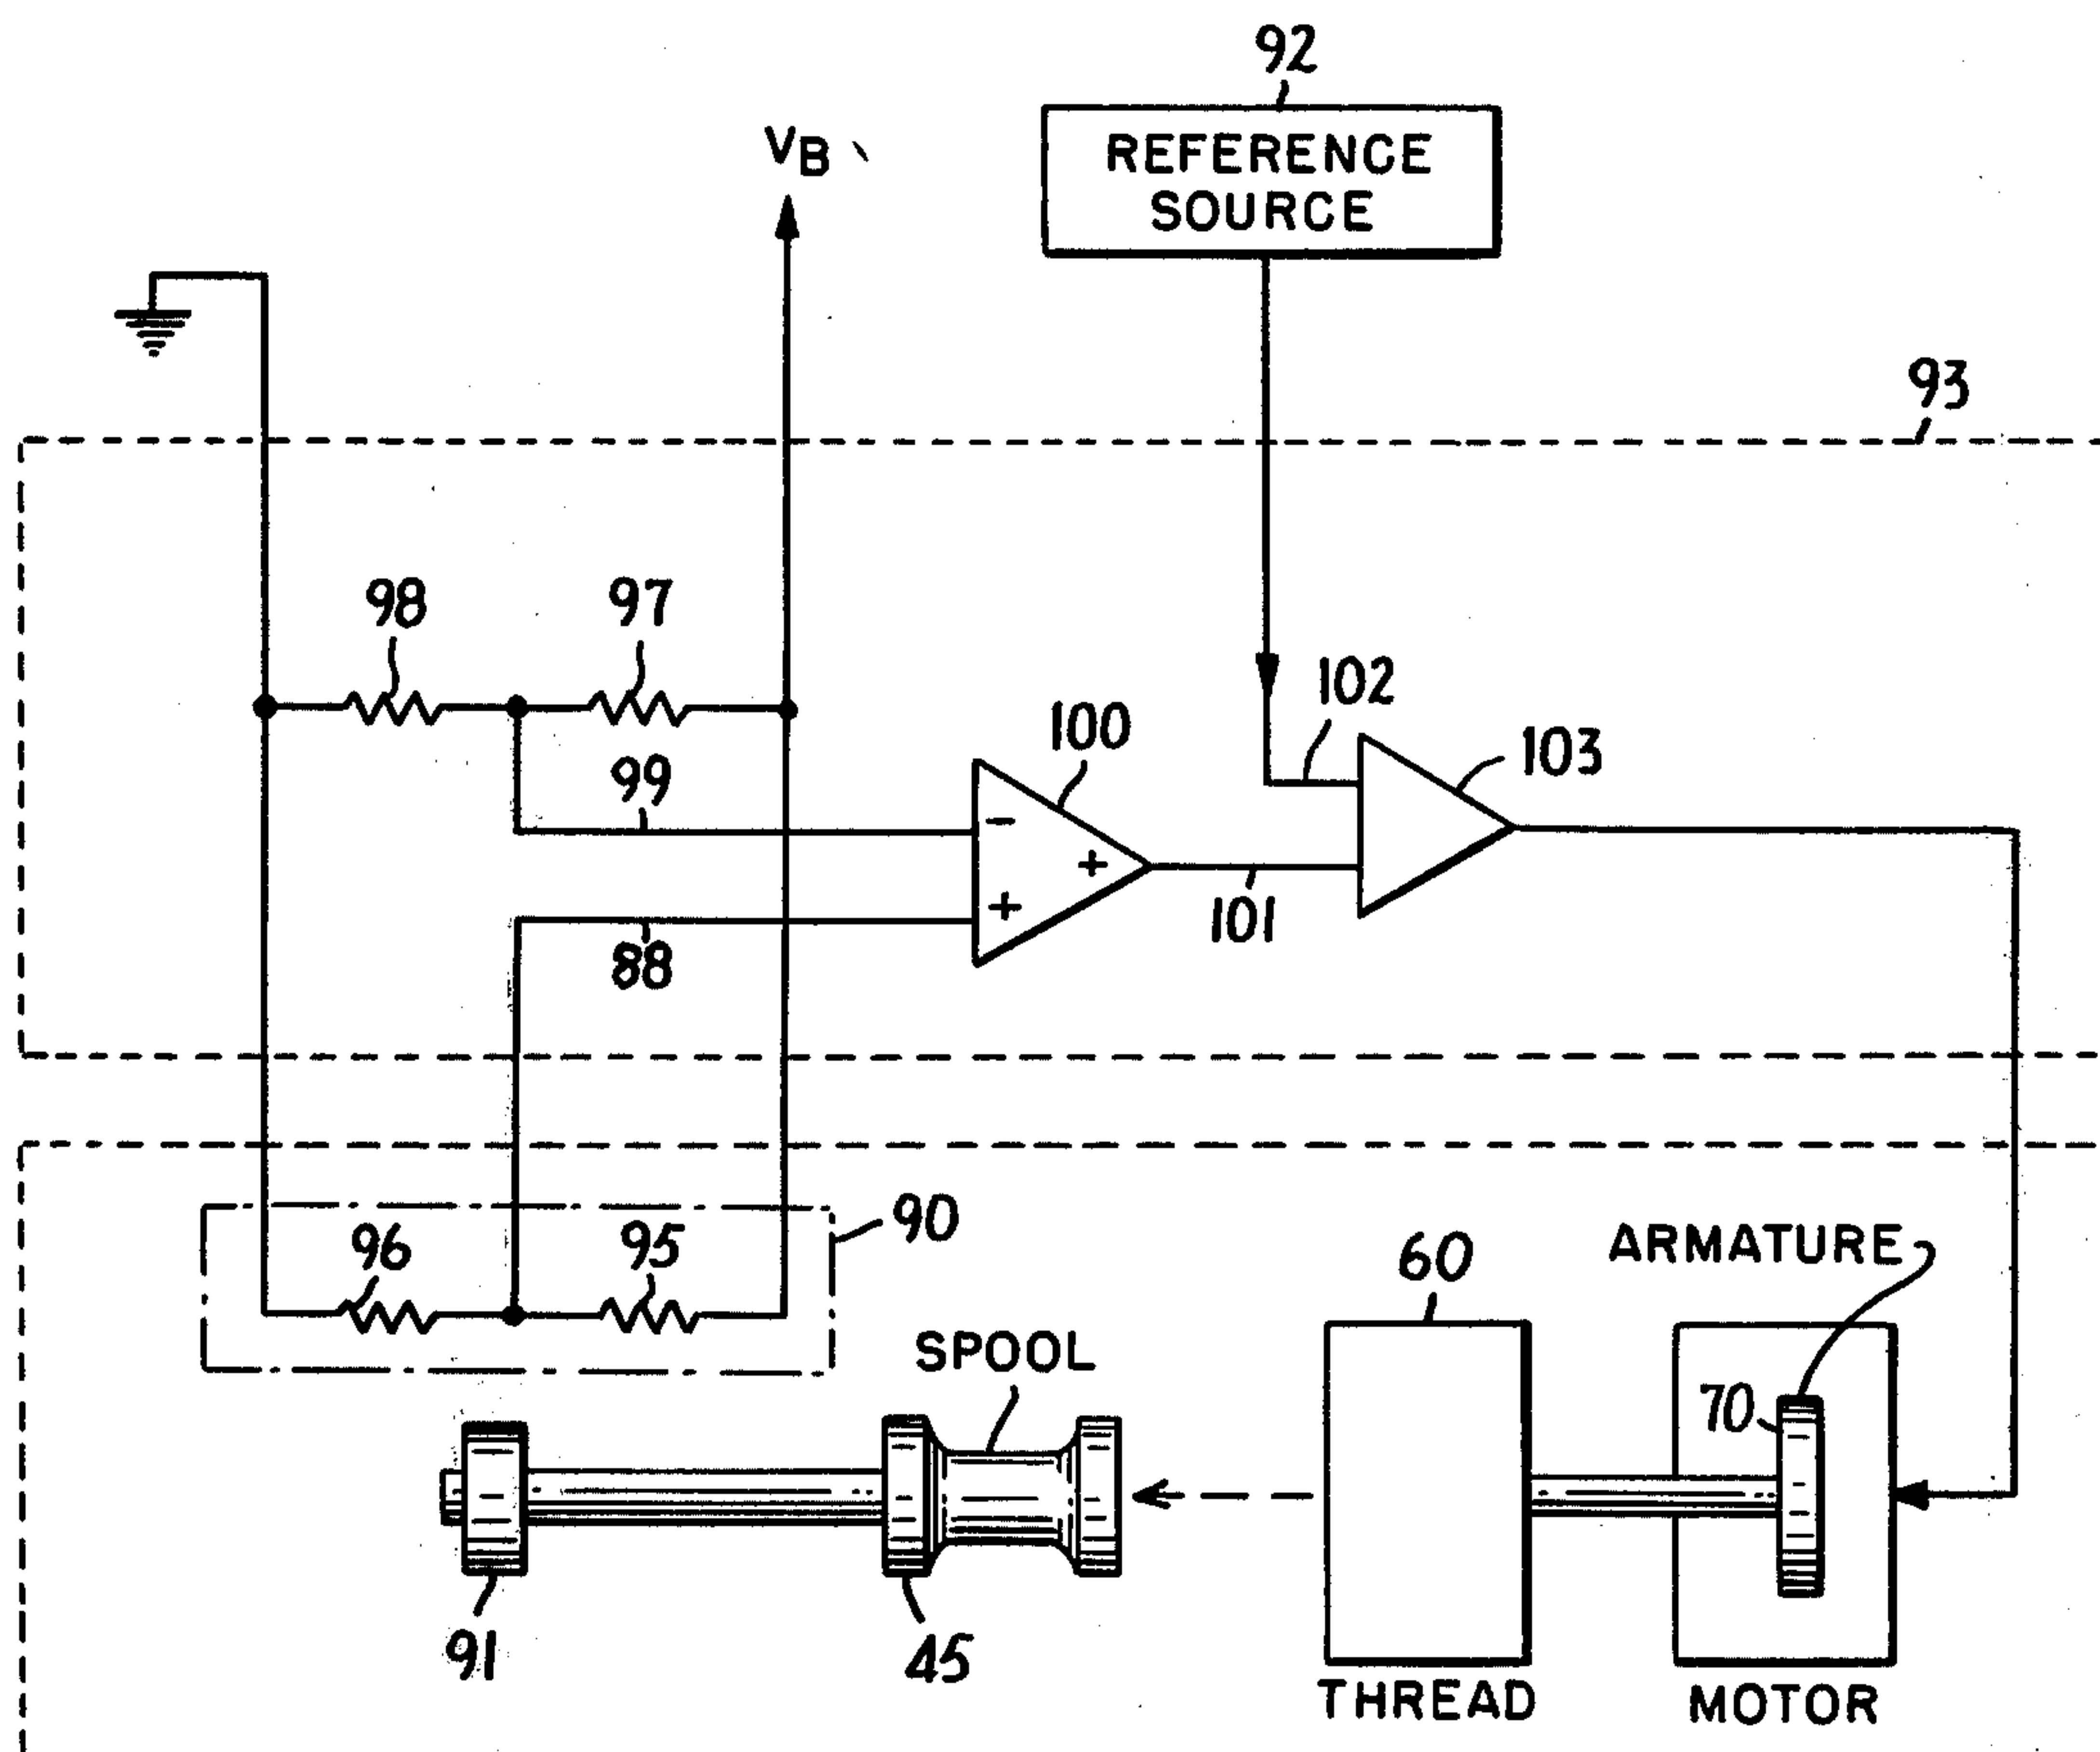 92
VB
REFERENCE
SOURCE
93
98
97
102
100
103
99
-
+
+
101
88
90
96
95
60
ARMATURE
SPOOL
70
91
45
THREAD
MOTOR